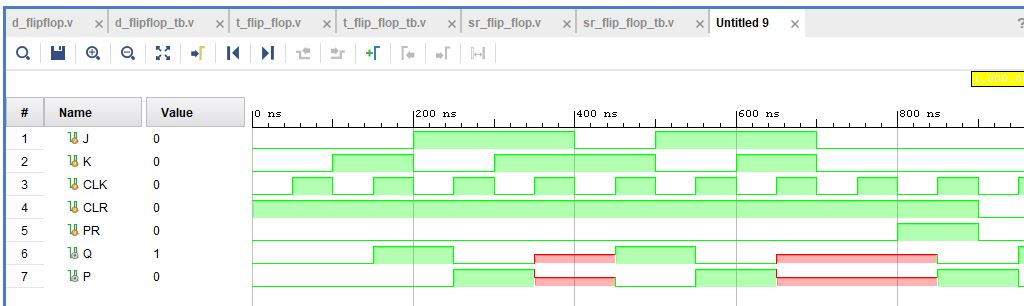 d_flipflop.v × d_flipflop_tb.v × t_flip_flop.v × t_flip_flop_tb.v × sr_flip_flop.v × sr_flip_flop_tb.v × Untitled 9 × ?
# Name Value 0 ns 200 ns 400 ns 600 ns 800 ns
1 J 0
2 K 0
3 CLK 0
4 CLR 0
5 PR 0
6 Q 1
7 P 0